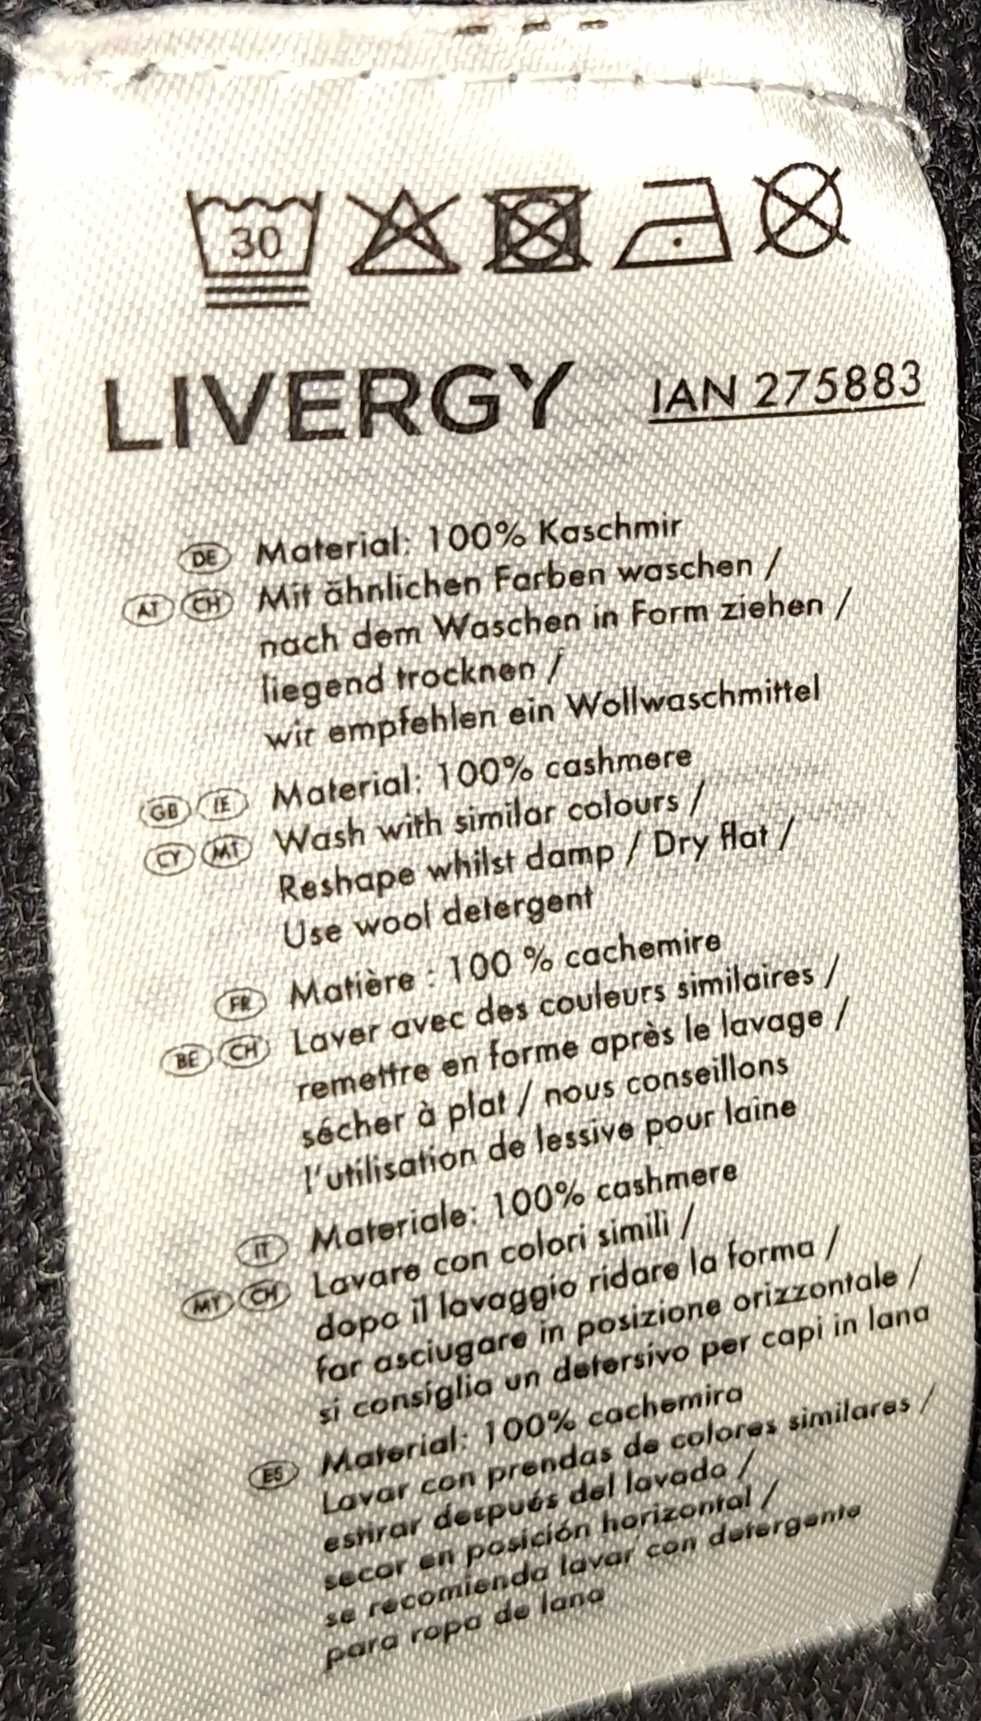 30
LIVERGY IAN 275883
DE Material: 100% Kaschmir
AT CH Mit ähnlichen Farben waschen /
nach dem Waschen in Form ziehen /
liegend trocknen /
wir empfehlen ein Wollwaschmittel
GB IE Material: 100% cashmere
CY MT Wash with similar colours /
Reshape whilst damp / Dry flat /
Use wool detergent
FR Matière : 100 % cachemire
BE CH Laver avec des couleurs similaires /
remettre en forme après le lavage /
sécher à plat / nous conseillons
l'utilisation de lessive pour laine
IT Materiale: 100% cashmere
MT CH Lavare con colori simili /
dopo il lavaggio ridare la forma /
far asciugare in posizione orizzontale /
si consiglia un detersivo per capi in lana
ES Material: 100% cachemira
Lavar con prendas de colores similares /
estirar después del lavado /
secar en posición horizontal /
se recomienda lavar con detergente
para ropa de lana